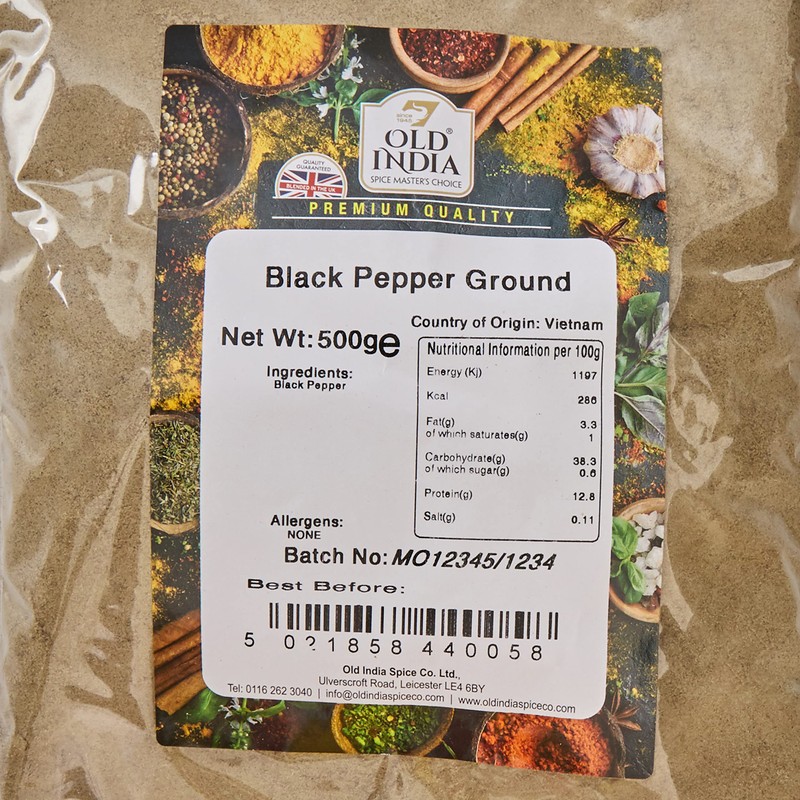 SINCE 1940
OLD®
INDIA
SPICE MASTER'S CHOICE
QUALITY GUARANTEED
BLENDED IN THE UK
PREMIUM QUALITY
Black Pepper Ground
Country of Origin: Vietnam
Net Wt: 500g e
Ingredients:
Black Pepper
Nutritional Information per 100g
Energy (Kj) 1197
Kcal 286
Fat(g) 3.3
of which saturates(g) 1
Carbohydrate(g) 38.3
of which sugar(g) 0.6
Protein(g) 12.8
Salt(g) 0.11
Allergens:
NONE
Batch No: MO12345/1234
Best Before:
5 021858 440058
Old India Spice Co. Ltd.,
Ulverscroft Road, Leicester LE4 6BY
Tel: 0116 262 3040 | info@oldindiaspiceco.com | www.oldindiaspiceco.com